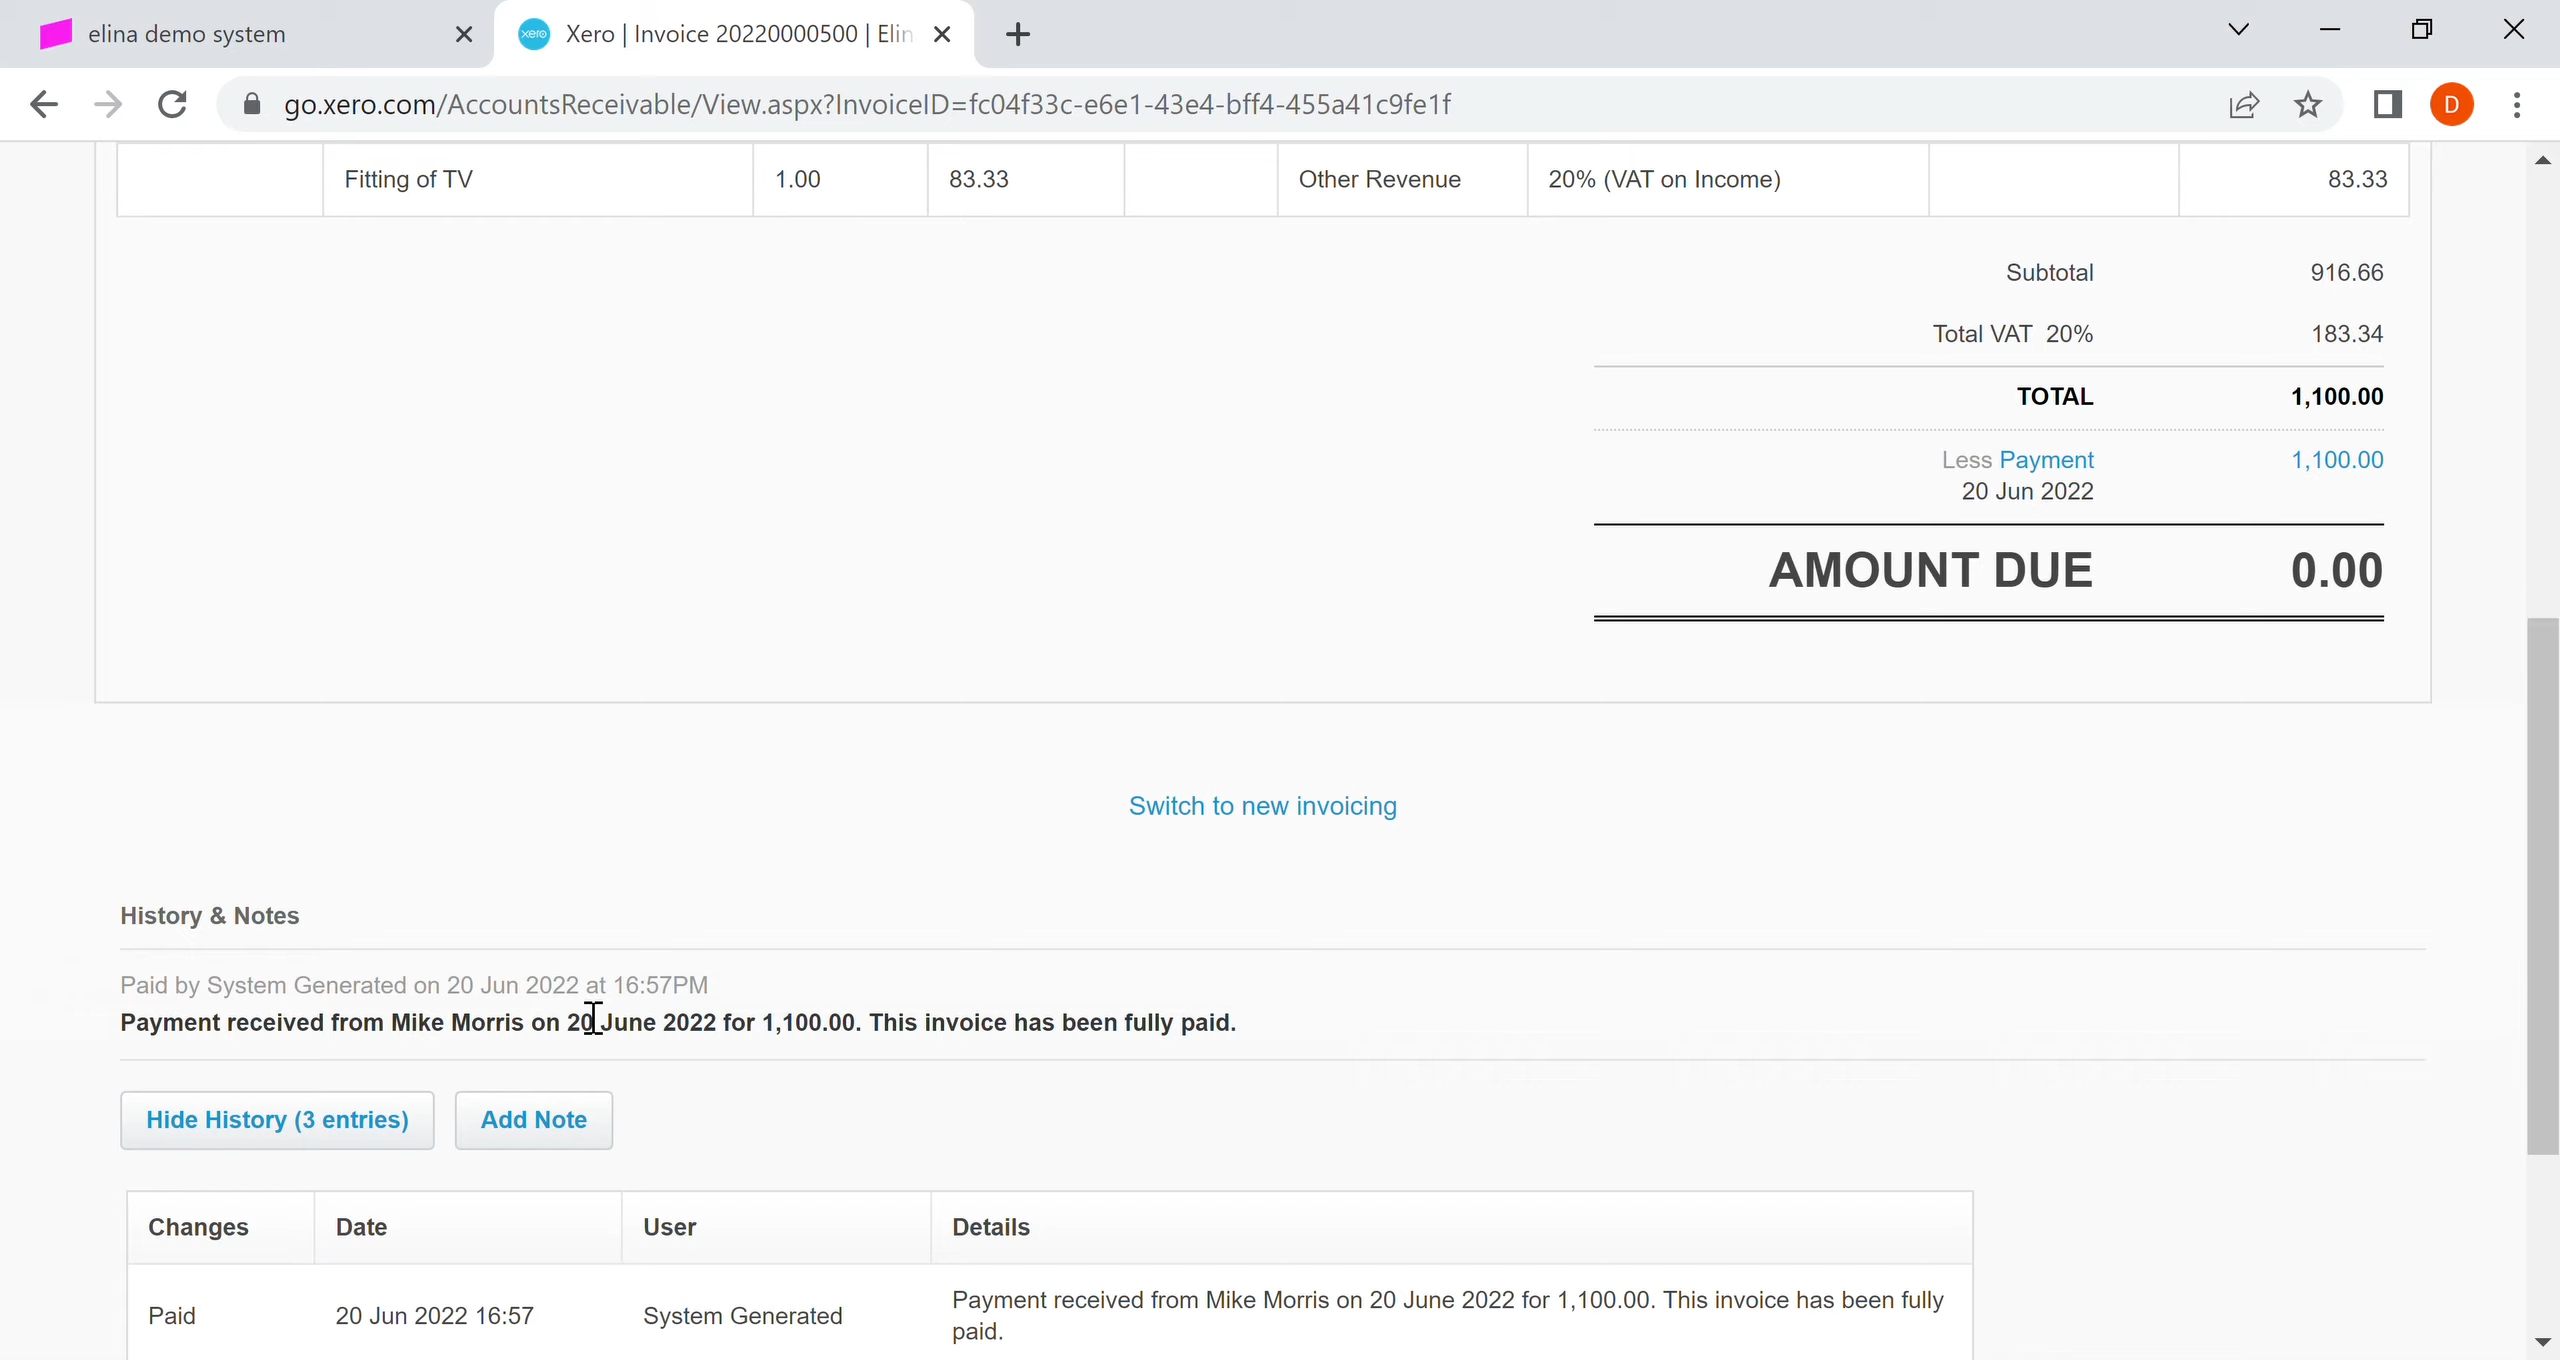 elina demo system
xero Xero | Invoice 20220000500 | Elin
go.xero.com/AccountsReceivable/View.aspx?InvoiceID=fc04f33c-e6e1-43e4-bff4-455a41c9fe1f
D
Fitting of TV 1.00 83.33 Other Revenue 20% (VAT on Income) 83.33
Subtotal 916.66
Total VAT 20% 183.34
TOTAL 1,100.00
Less Payment 1,100.00
20 Jun 2022
AMOUNT DUE 0.00
Switch to new invoicing
History & Notes
Paid by System Generated on 20 Jun 2022 at 16:57PM
Payment received from Mike Morris on 20 June 2022 for 1,100.00. This invoice has been fully paid.
Hide History (3 entries) Add Note
Changes Date User Details
Paid 20 Jun 2022 16:57 System Generated Payment received from Mike Morris on 20 June 2022 for 1,100.00. This invoice has been fully
paid.